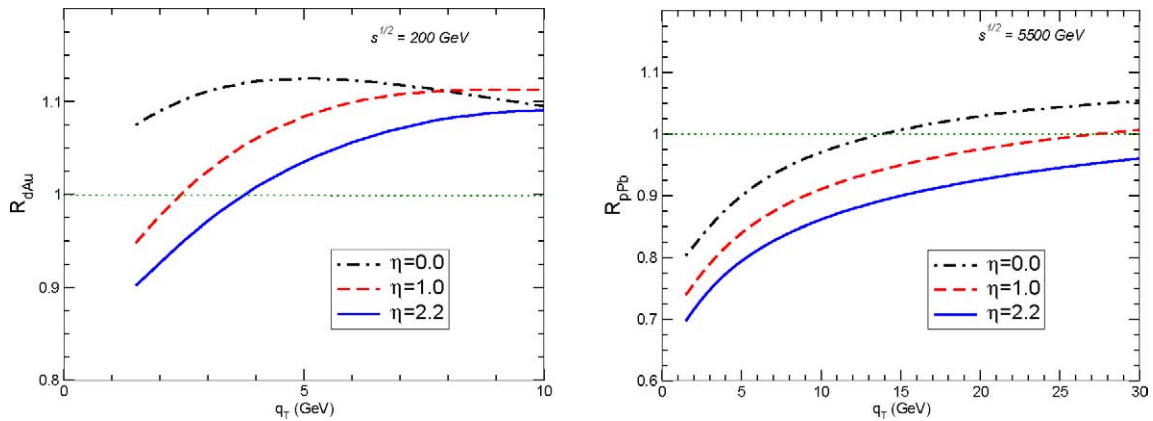 s^{1/2} = 200 GeV
1.1
1
0.9
0.8
R_{dAu}
η=0.0
η=1.0
η=2.2
0
5
10
q_T (GeV)
s^{1/2} = 5500 GeV
1.1
1
0.9
0.8
0.7
0.6
R_{pPb}
η=0.0
η=1.0
η=2.2
0
5
10
15
20
25
30
q_T (GeV)